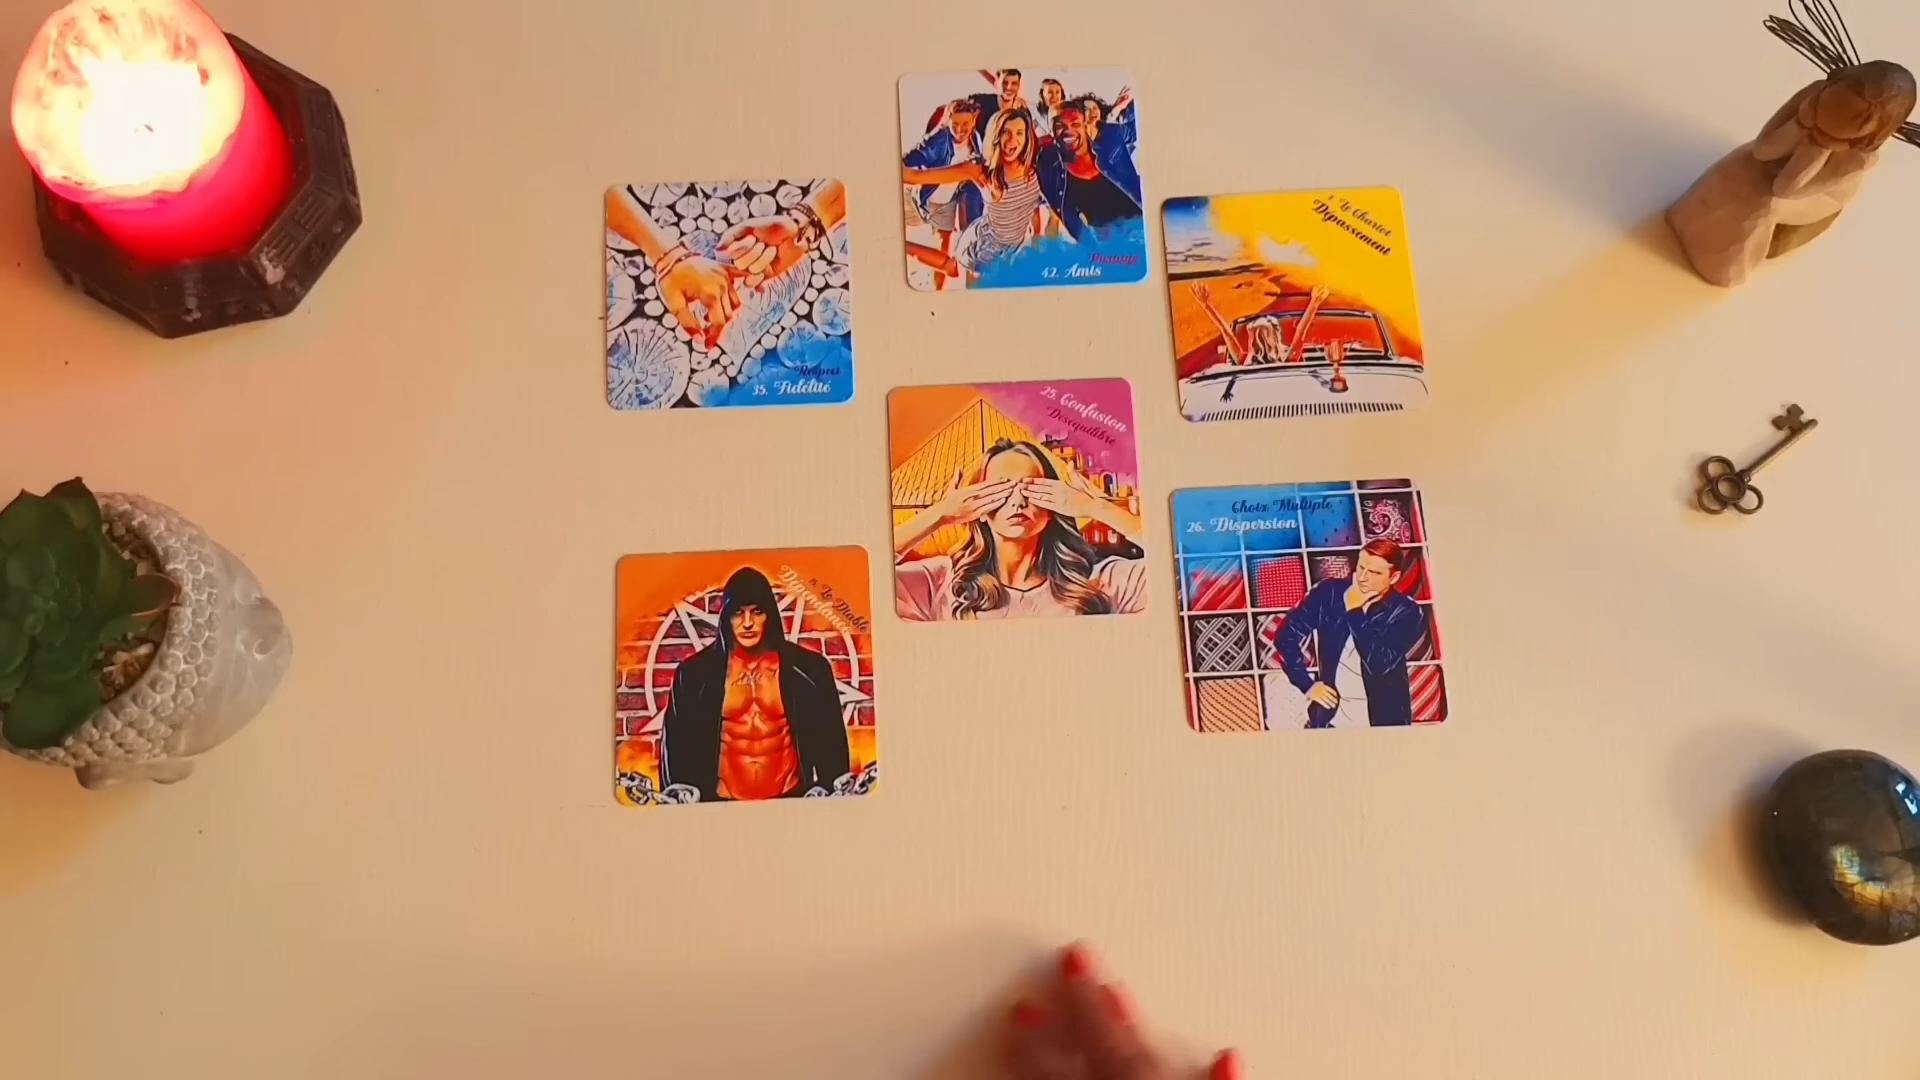 Respect
35. Fidélité
Partage
42. Amis
Le Chariot
Dépassement
25. Confusion
Déséquilibre
Choix Multiple
26. Dispersion
15. Le Diable
Dépendance